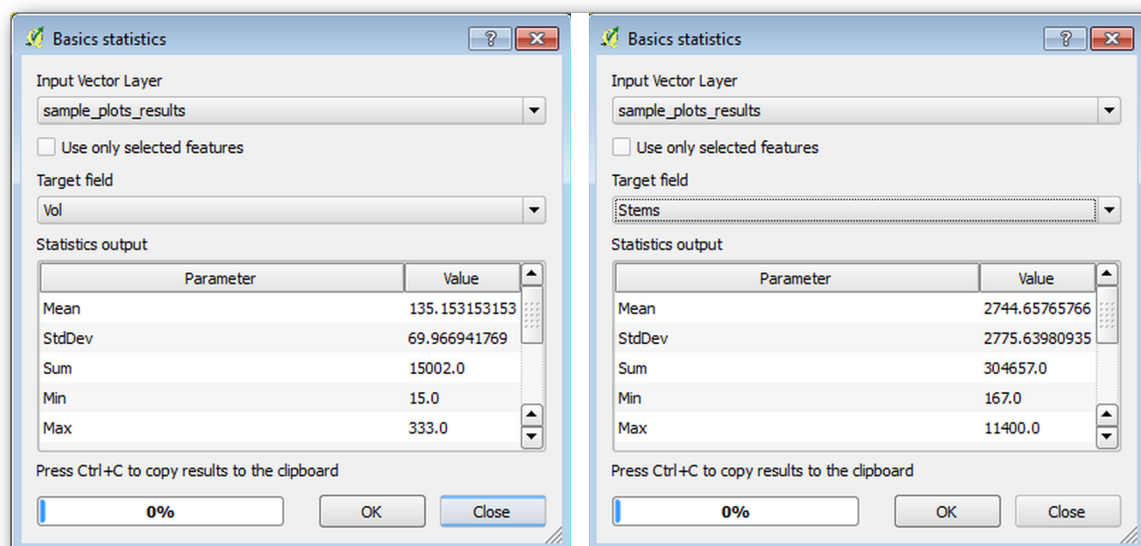 Basics statistics
?
Input Vector Layer
sample_plots_results
Use only selected features
Target field
Vol
Statistics output
Parameter Value
Mean 135.153153153
StdDev 69.966941769
Sum 15002.0
Min 15.0
Max 333.0
Press Ctrl+C to copy results to the clipboard
0% OK Close
Basics statistics
?
Input Vector Layer
sample_plots_results
Use only selected features
Target field
Stems
Statistics output
Parameter Value
Mean 2744.65765766
StdDev 2775.63980935
Sum 304657.0
Min 167.0
Max 11400.0
Press Ctrl+C to copy results to the clipboard
0% OK Close